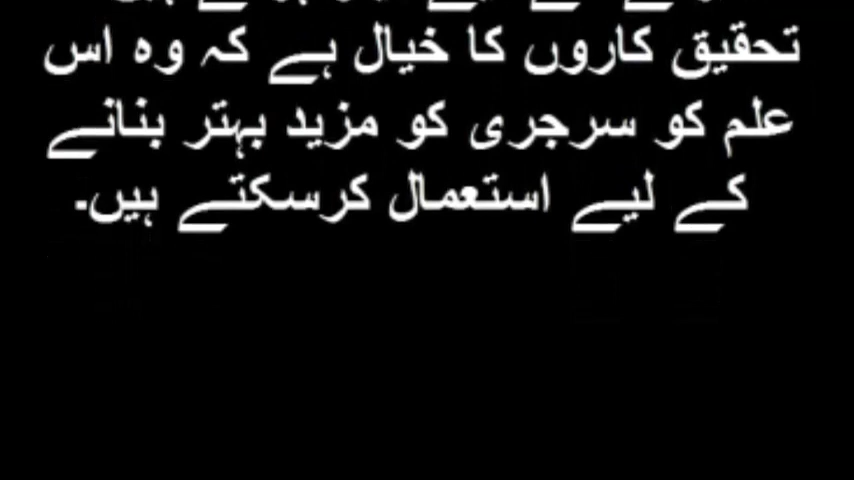 تحقیق کاروں کا خیال ہے کہ وہ اس
علم کو سرجری کو مزید بہتر بنانے
کے لیے استعمال کرسکتے ہیں۔